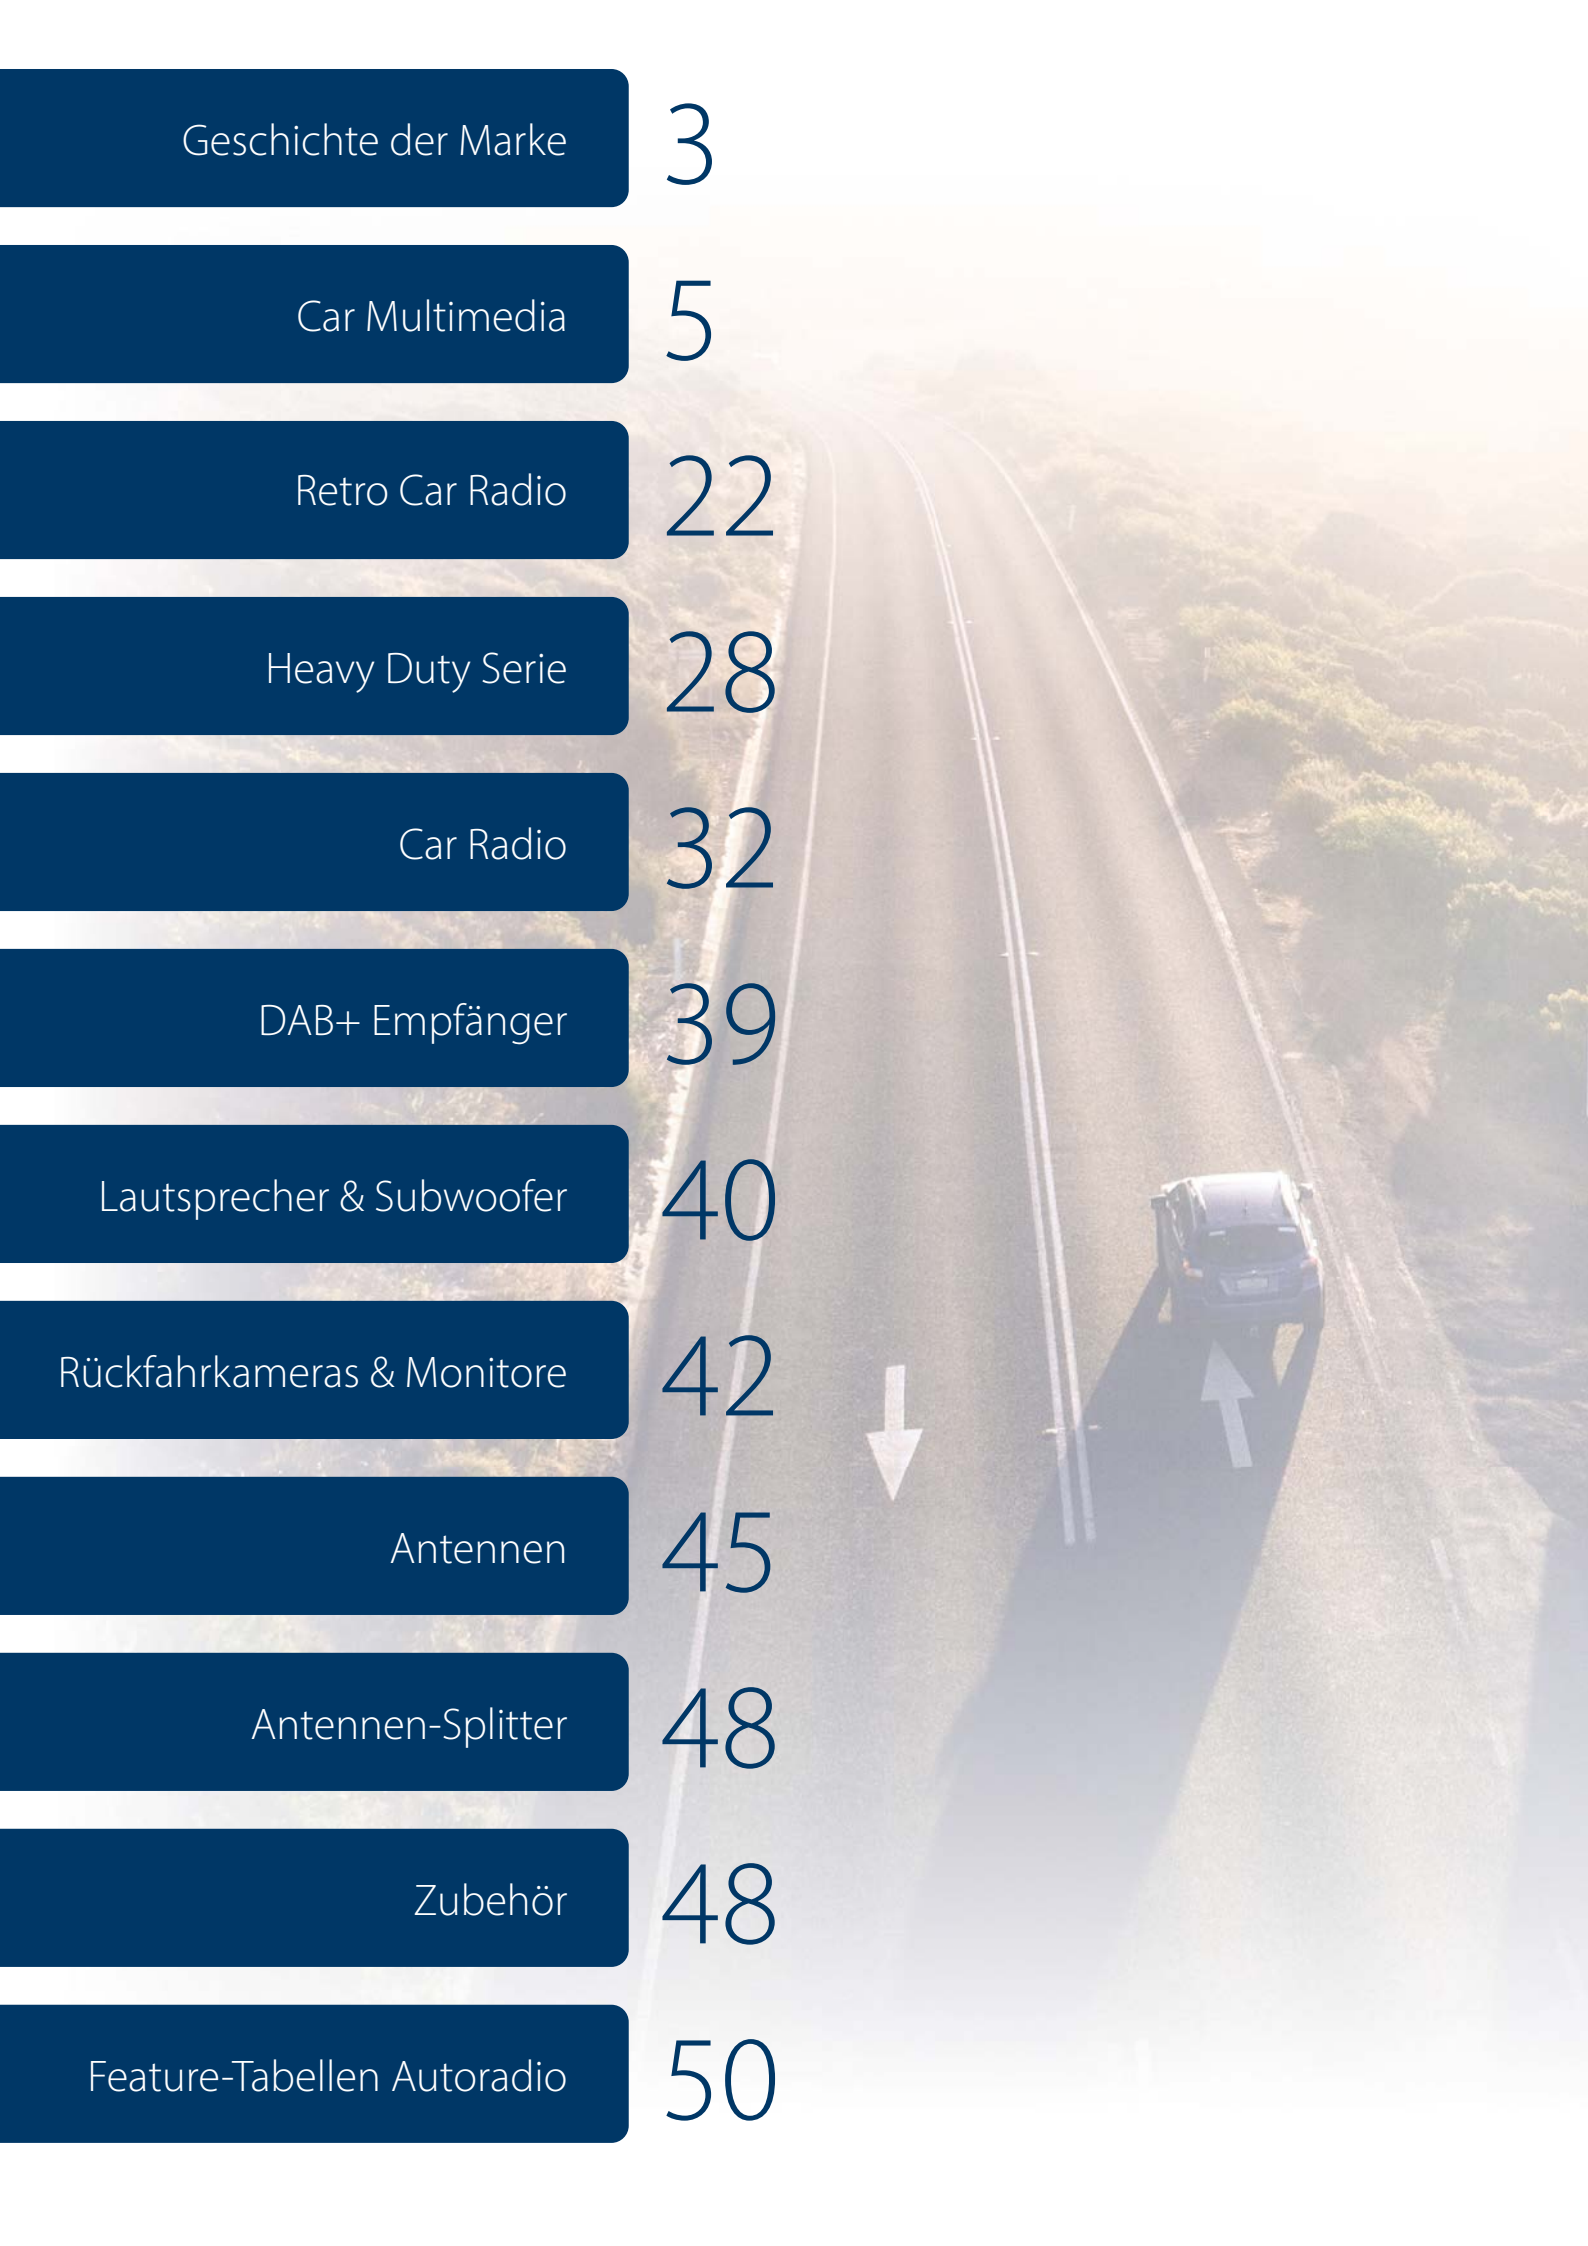 Geschichte der Marke 3
Car Multimedia 5
Retro Car Radio 22
Heavy Duty Serie 28
Car Radio 32
DAB+ Empfänger 39
Lautsprecher & Subwoofer 40
Rückfahrkameras & Monitore 42
Antennen 45
Antennen-Splitter 48
Zubehör 48
Feature-Tabellen Autoradio 50